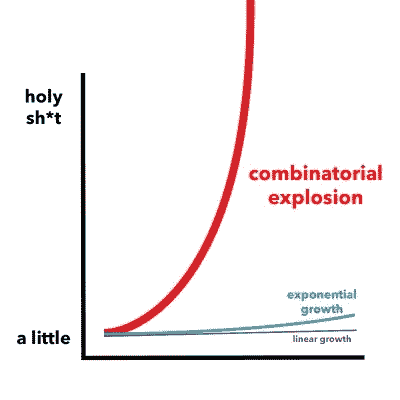 holy
sh*t
combinatorial
explosion
exponential
growth
a little
linear growth